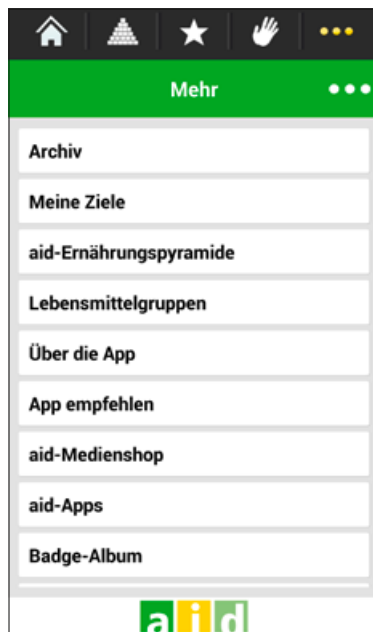 Mehr
Archiv
Meine Ziele
aid-Ernährungspyramide
Lebensmittelgruppen
Über die App
App empfehlen
aid-Medienshop
aid-Apps
Badge-Album
aid